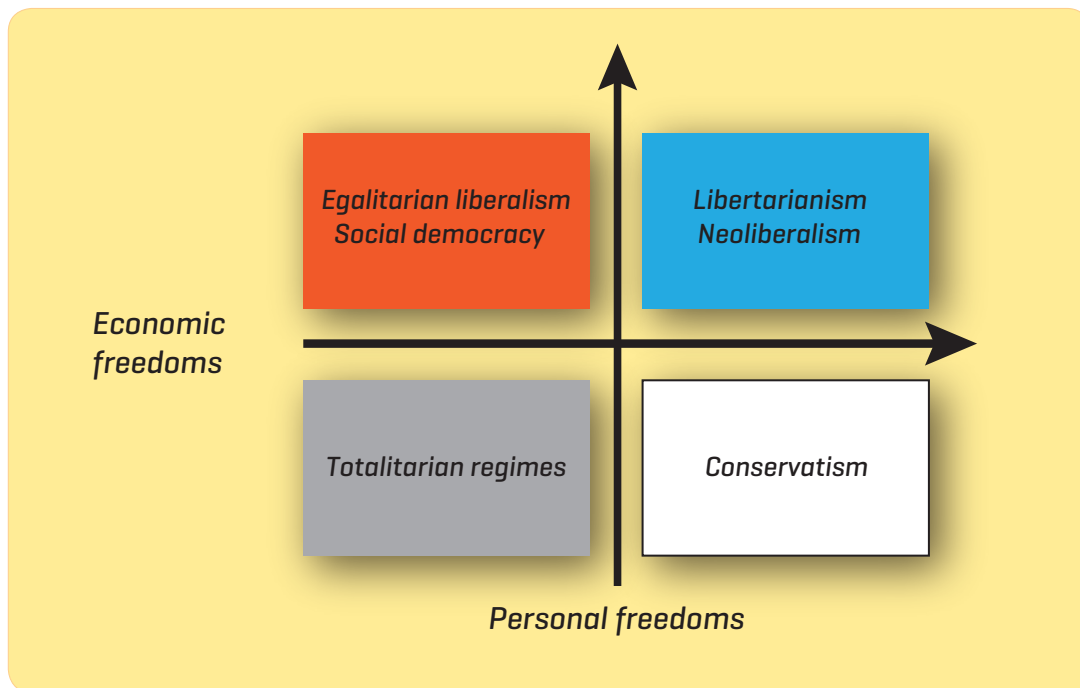 Egalitarian liberalism
Social democracy
Libertarianism
Neoliberalism
Economic
freedoms
Totalitarian regimes
Conservatism
Personal freedoms